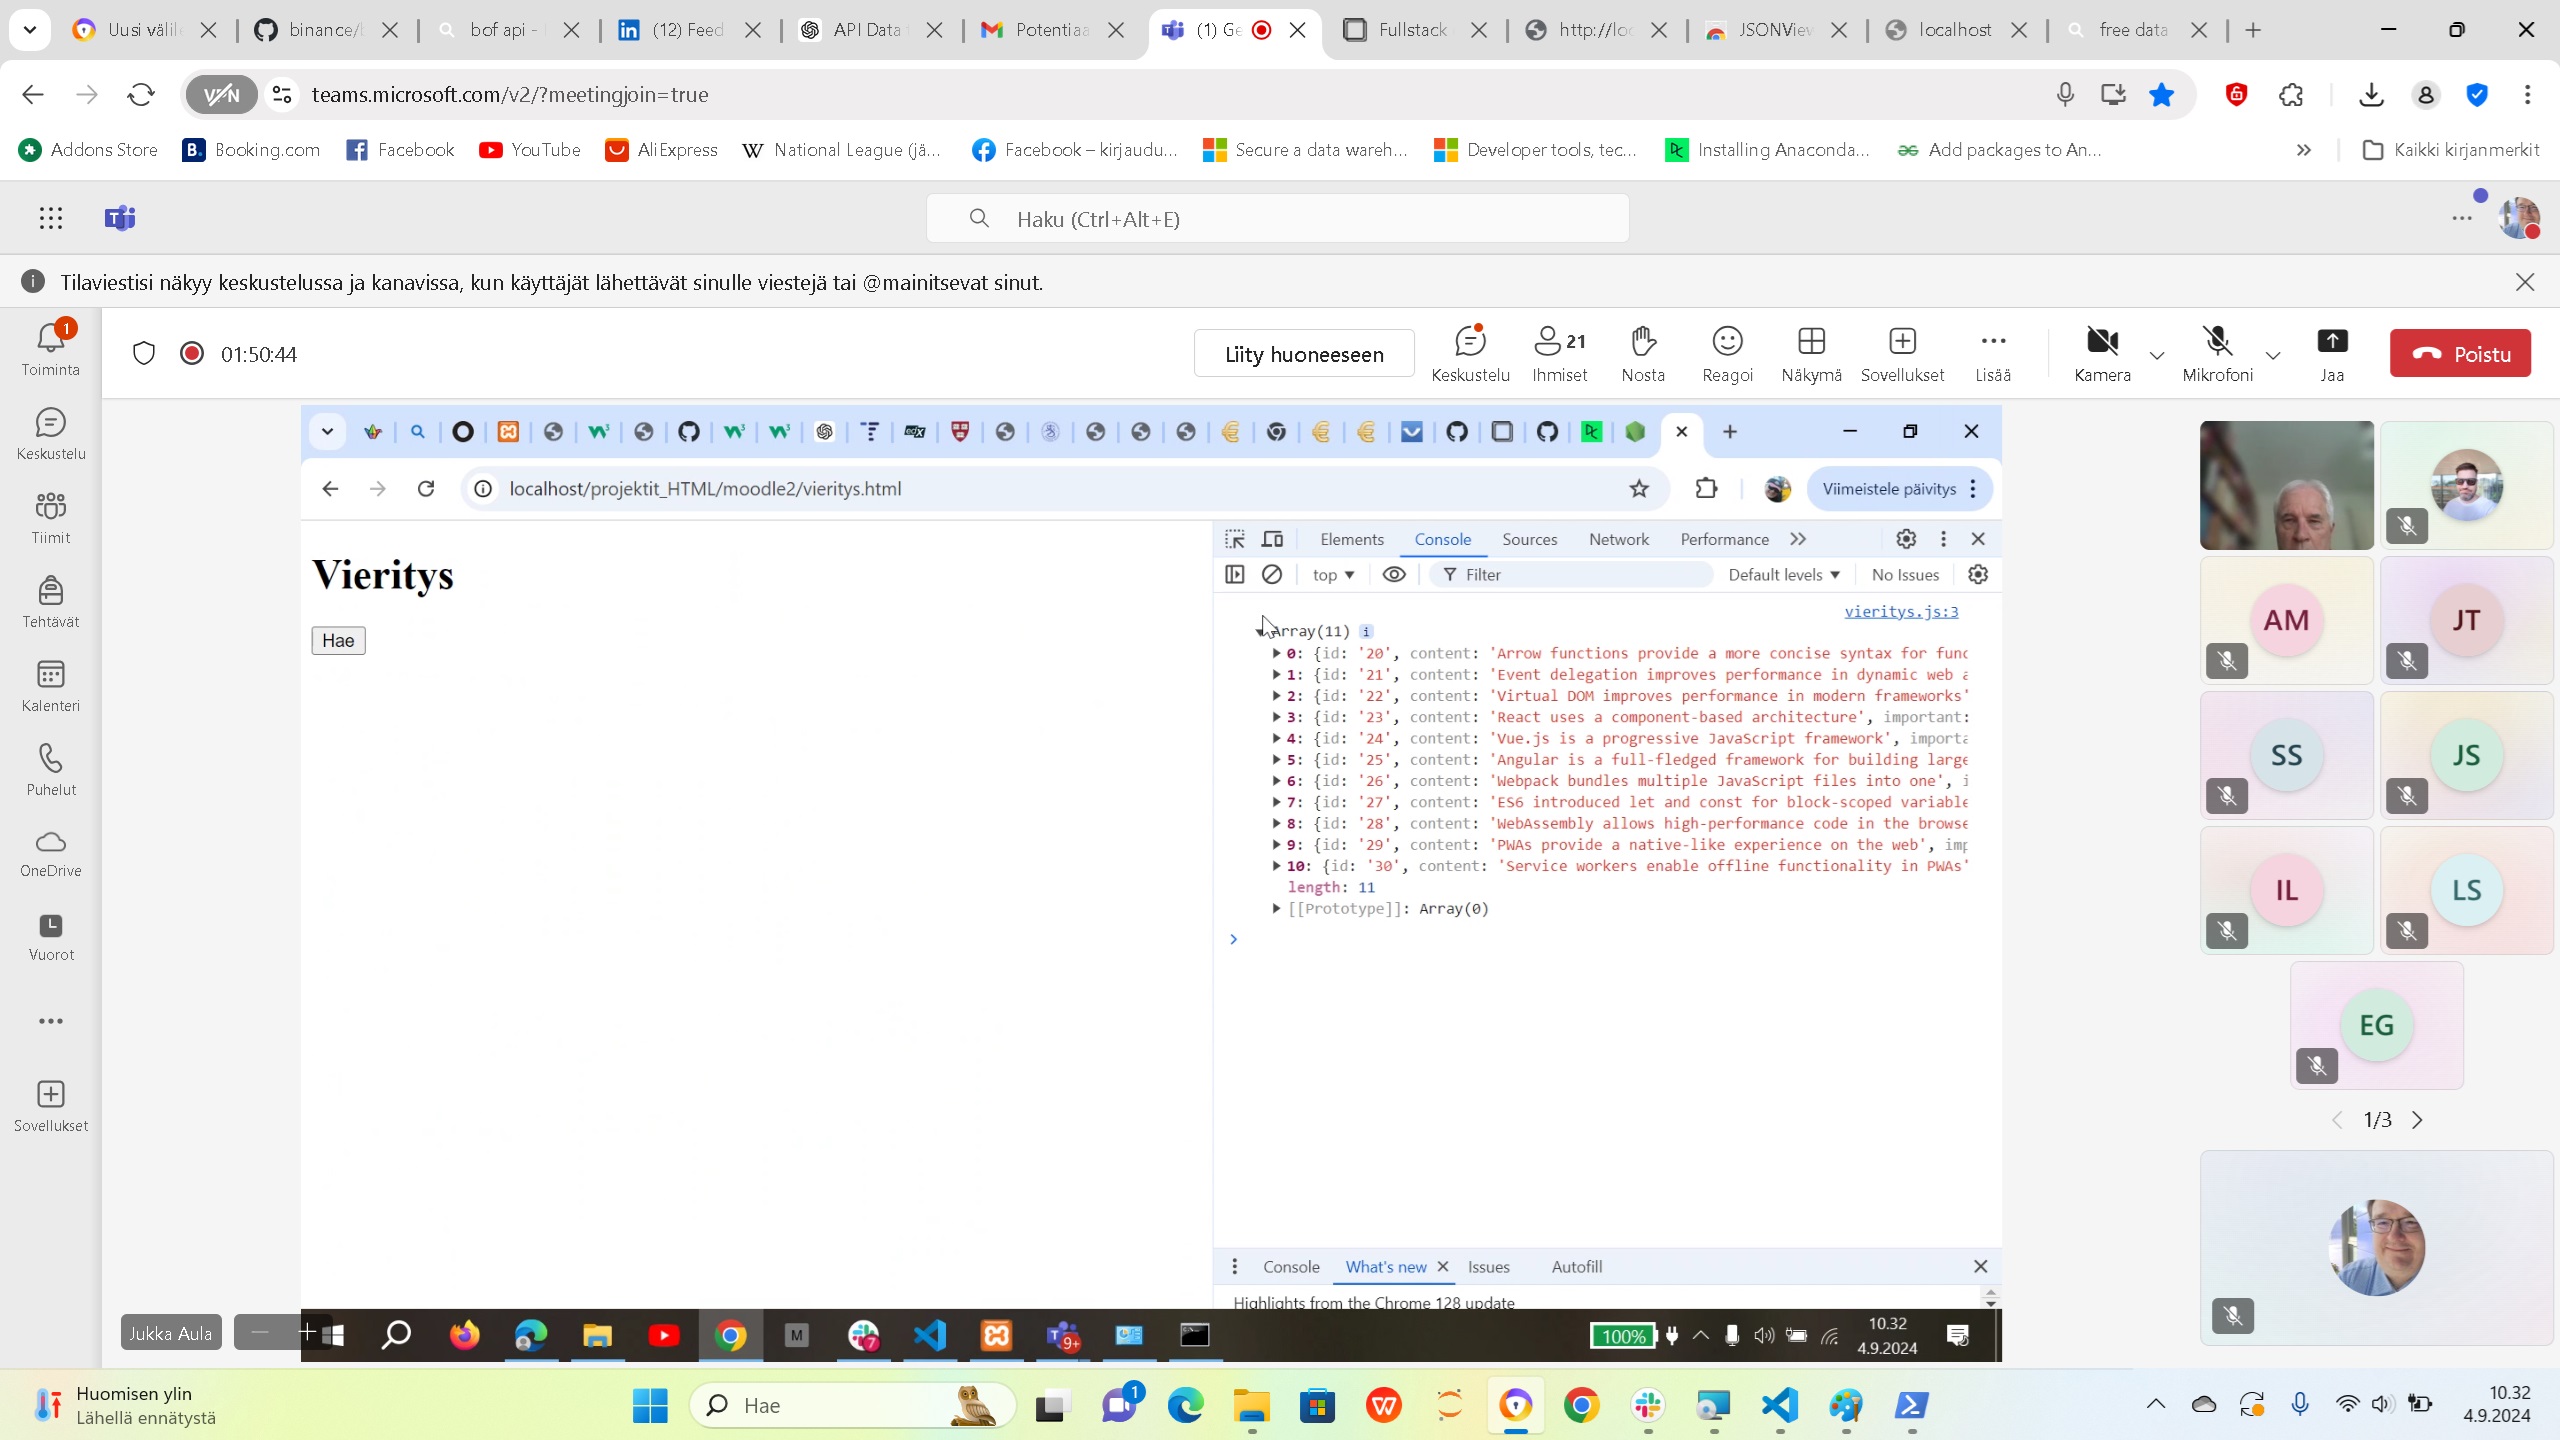 Uusi välile
binance/b
bof api -
(12) Feed
API Data t
Potentiaa
(1) Ge
Fullstack
http://loc
JSONView
localhost
free data
VPN
teams.microsoft.com/v2/?meetingjoin=true
Addons Store
Booking.com
Facebook
YouTube
AliExpress
National League (jä...
Facebook – kirjaudu...
Secure a data wareh...
Developer tools, tec...
Installing Anaconda...
Add packages to An...
Kaikki kirjanmerkit
Haku (Ctrl+Alt+E)
Tilaviestisi näkyy keskustelussa ja kanavissa, kun käyttäjät lähettävät sinulle viestejä tai @mainitsevat sinut.
1
Toiminta
Keskustelu
Tiimit
Tehtävät
Kalenteri
Puhelut
OneDrive
Vuorot
Sovellukset
01:50:44
Liity huoneeseen
Keskustelu
21
Ihmiset
Nosta
Reagoi
Näkymä
Sovellukset
Lisää
Kamera
Mikrofoni
Jaa
Poistu
localhost/projektit_HTML/moodle2/vieritys.html
Viimeistele päivitys
Vieritys
Hae
Elements
Console
Sources
Network
Performance
top
Filter
Default levels
No Issues
vieritys.js:3
Array(11)
0: {id: '20', content: 'Arrow functions provide a more concise syntax for func
1: {id: '21', content: 'Event delegation improves performance in dynamic web a
2: {id: '22', content: 'Virtual DOM improves performance in modern frameworks'
3: {id: '23', content: 'React uses a component-based architecture', important:
4: {id: '24', content: 'Vue.js is a progressive JavaScript framework', importa
5: {id: '25', content: 'Angular is a full-fledged framework for building large
6: {id: '26', content: 'Webpack bundles multiple JavaScript files into one', i
7: {id: '27', content: 'ES6 introduced let and const for block-scoped variable
8: {id: '28', content: 'WebAssembly allows high-performance code in the browse
9: {id: '29', content: 'PWAs provide a native-like experience on the web', imp
10: {id: '30', content: 'Service workers enable offline functionality in PWAs'
length: 11
[[Prototype]]: Array(0)
Console
What's new
Issues
Autofill
Highlights from the Chrome 128 update
AM
JT
SS
JS
IL
LS
EG
1/3
Jukka Aula
M
7
9+
100%
10.32
4.9.2024
Huomisen ylin
Lähellä ennätystä
Hae
1
10.32
4.9.2024